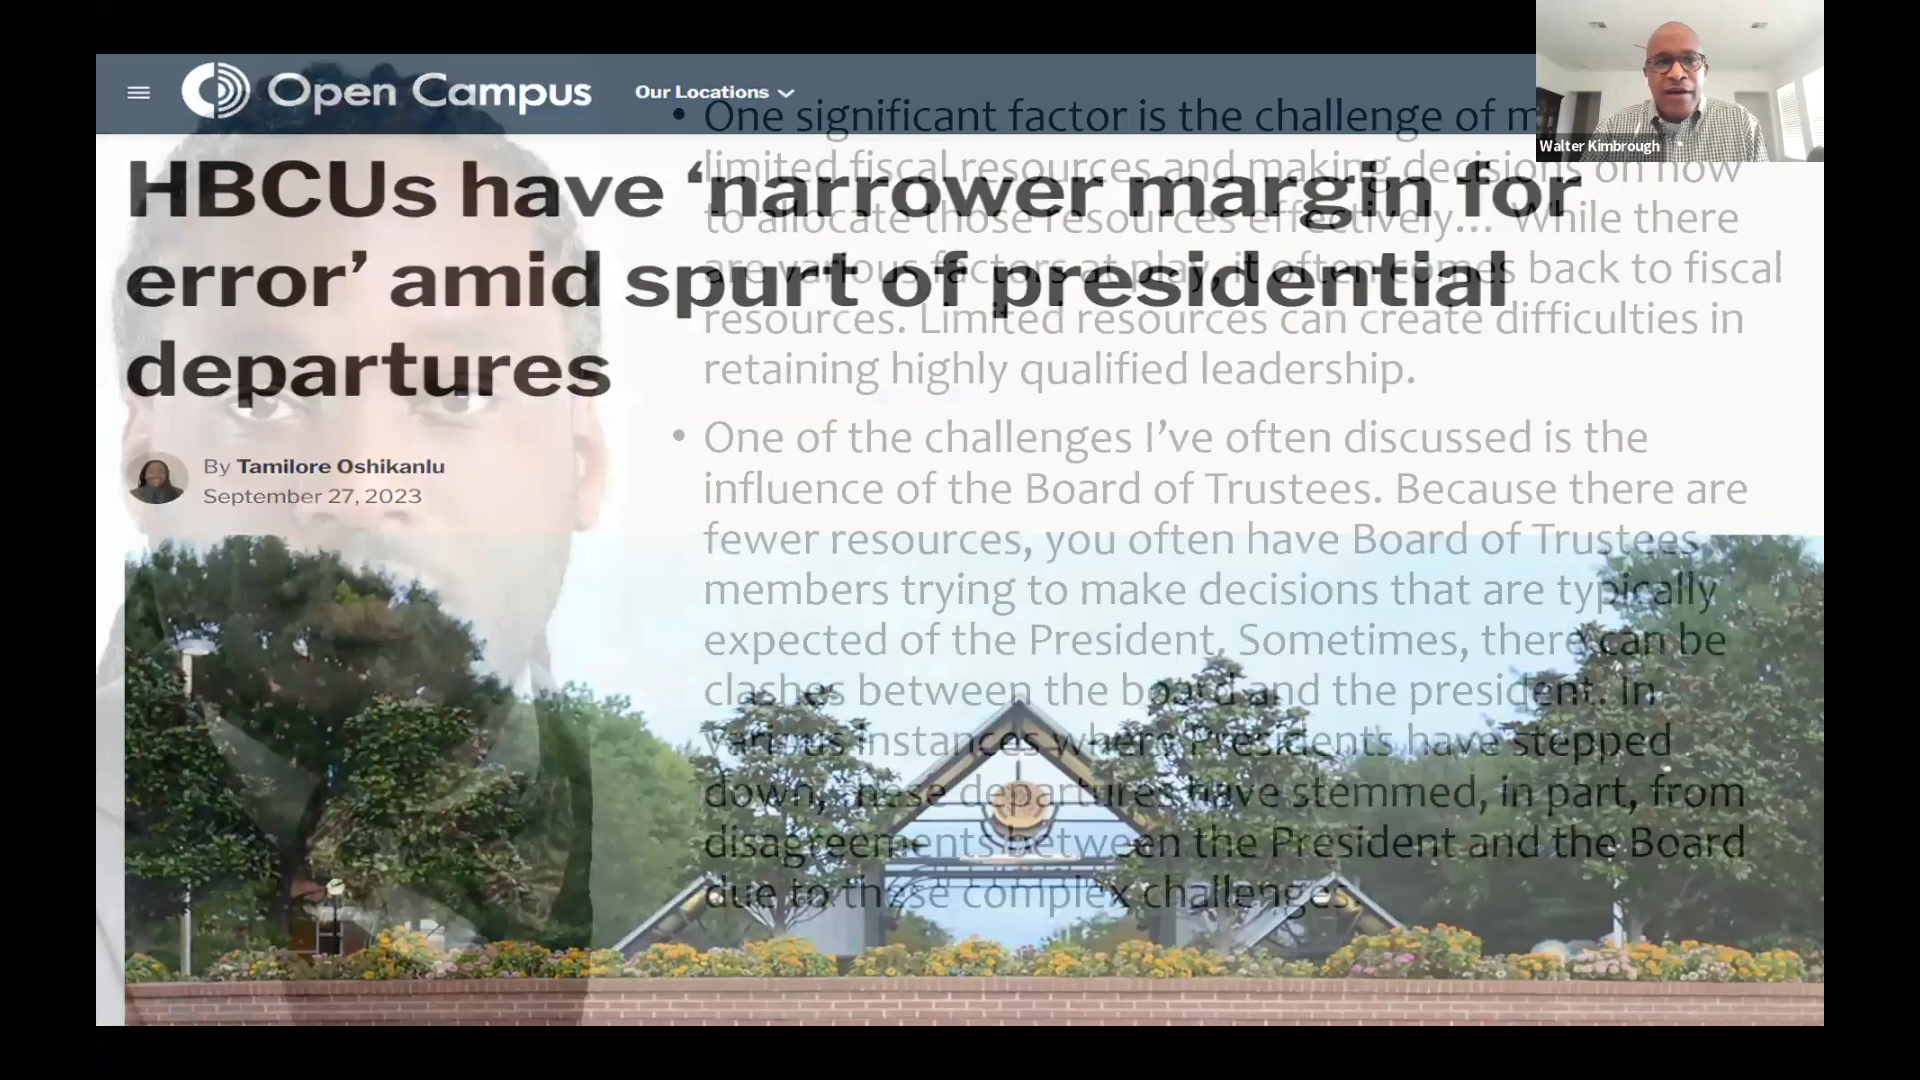 Open Campus
Our Locations
Walter Kimbrough
HBCUs have ‘narrower margin for
error’ amid spurt of presidential
departures
By Tamilore Oshikanlu
September 27, 2023
• One significant factor is the challenge of m
limited fiscal resources and making decisions on how
to allocate those resources effectively... While there
are various factors at play, it often comes back to fiscal
resources. Limited resources can create difficulties in
retaining highly qualified leadership.
• One of the challenges I’ve often discussed is the
influence of the Board of Trustees. Because there are
fewer resources, you often have Board of Trustees
members trying to make decisions that are typically
expected of the President. Sometimes, there can be
clashes between the board and the president. In
various instances where Presidents have stepped
down, these departures have stemmed, in part, from
disagreements between the President and the Board
due to these complex challenges.